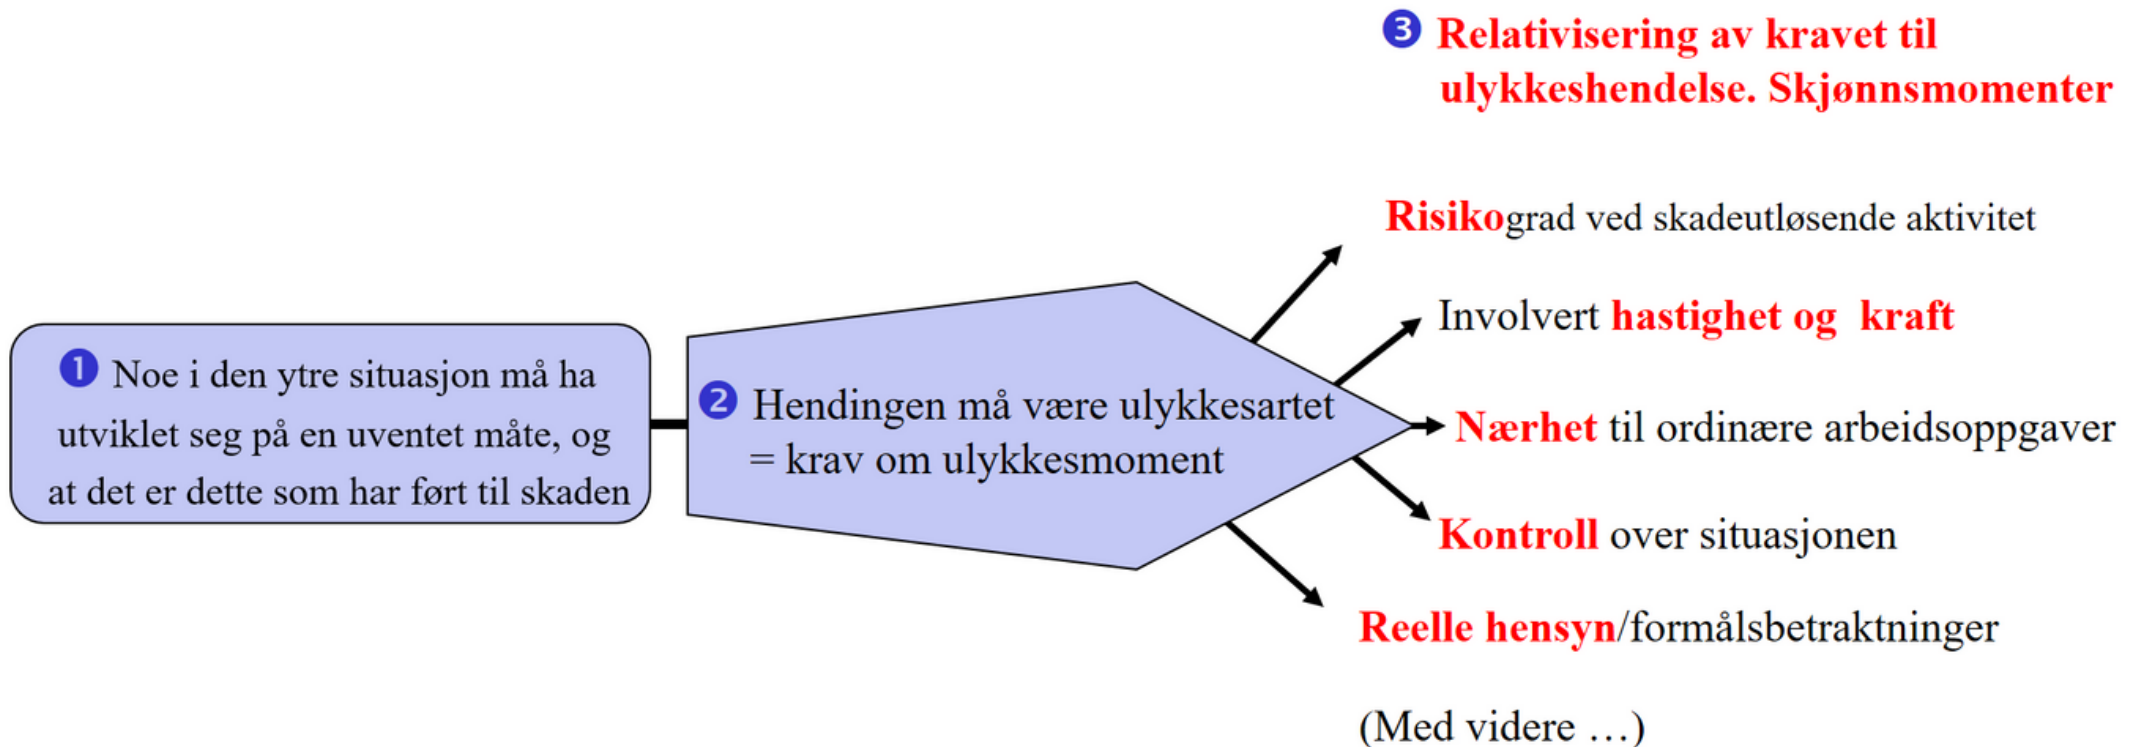 ❶ Noe i den ytre situasjon må ha
utviklet seg på en uventet måte, og
at det er dette som har ført til skaden
❷ Hendingen må være ulykkesartet
= krav om ulykkesmoment
❸ Relativisering av kravet til
ulykkeshendelse. Skjønnsmomenter
Risikograd ved skadeutløsende aktivitet
Involvert hastighet og kraft
Nærhet til ordinære arbeidsoppgaver
Kontroll over situasjonen
Reelle hensyn/formålsbetraktninger
(Med videre …)